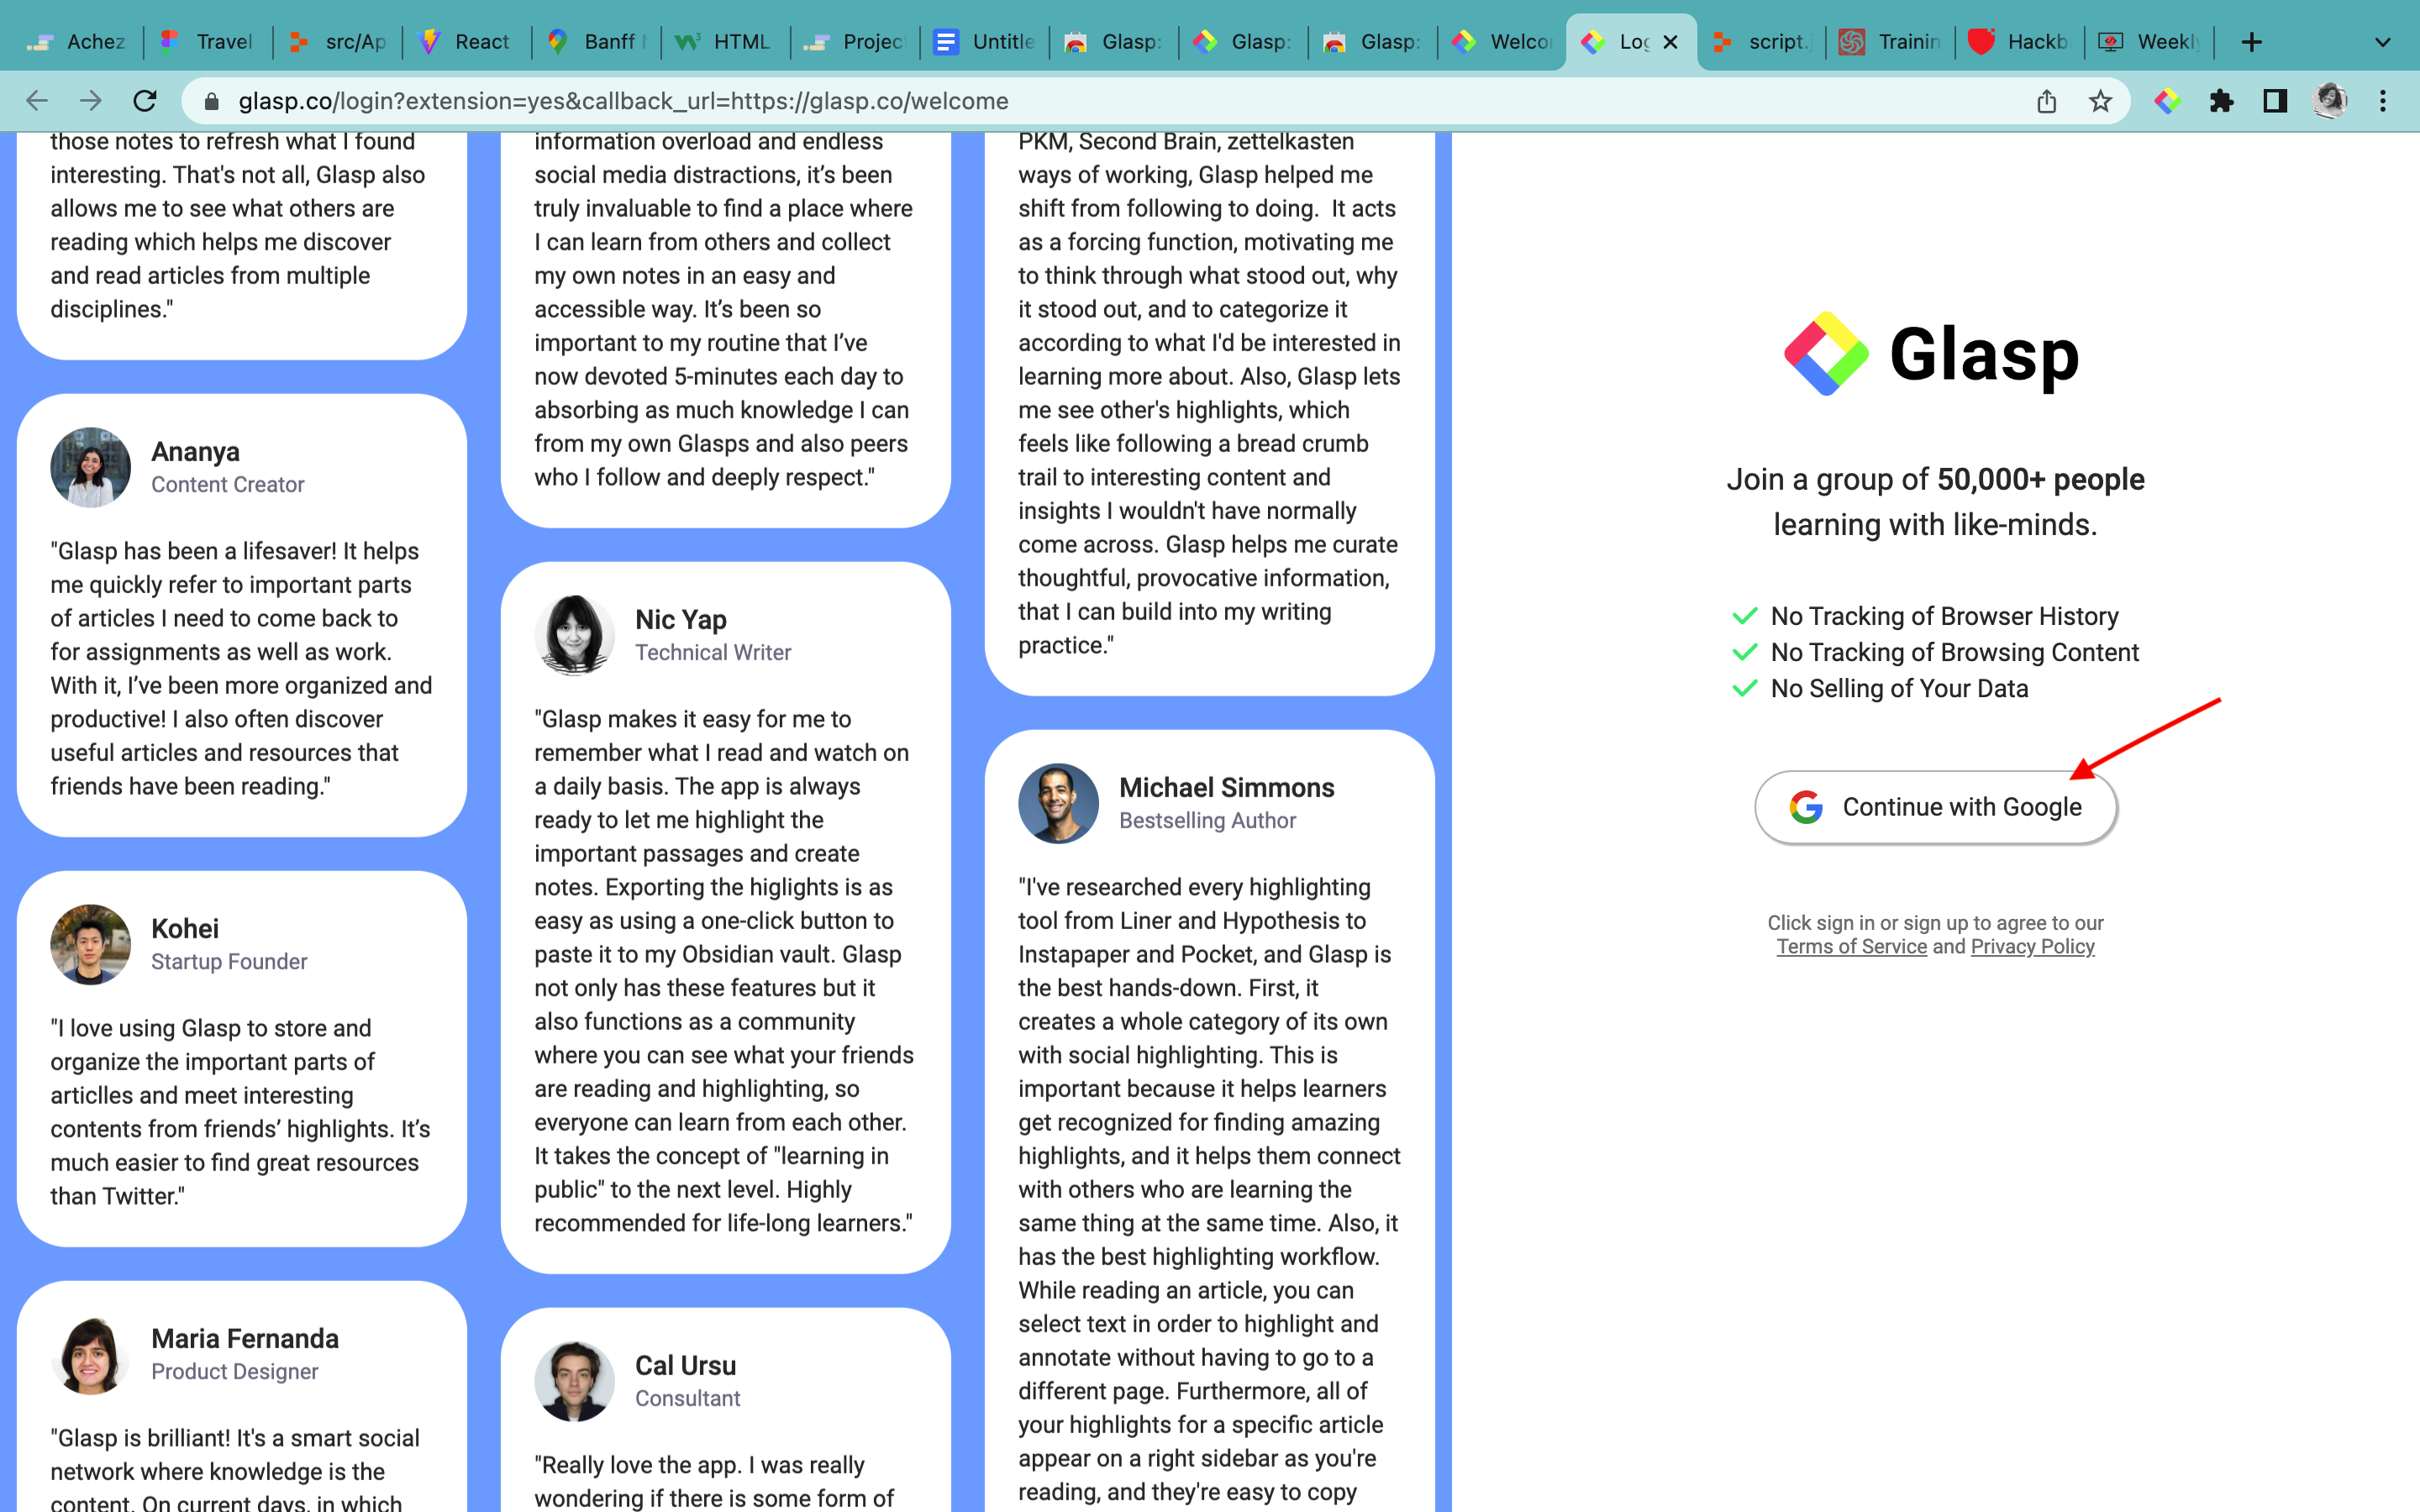 Achez
Travel
src/Ap
React
Banff
HTML
Projec
Untitle
Glasp:
Glasp:
Glasp:
Welco
Log
script.
Trainin
Hackb
Weekly
glasp.co/login?extension=yes&callback_url=https://glasp.co/welcome
those notes to refresh what I found
interesting. That's not all, Glasp also
allows me to see what others are
reading which helps me discover
and read articles from multiple
disciplines."
Ananya
Content Creator
"Glasp has been a lifesaver! It helps
me quickly refer to important parts
of articles I need to come back to
for assignments as well as work.
With it, I’ve been more organized and
productive! I also often discover
useful articles and resources that
friends have been reading."
Kohei
Startup Founder
"I love using Glasp to store and
organize the important parts of
articlles and meet interesting
contents from friends’ highlights. It’s
much easier to find great resources
than Twitter."
Maria Fernanda
Product Designer
"Glasp is brilliant! It's a smart social
network where knowledge is the
content. On current days, in which
information overload and endless
social media distractions, it’s been
truly invaluable to find a place where
I can learn from others and collect
my own notes in an easy and
accessible way. It’s been so
important to my routine that I’ve
now devoted 5-minutes each day to
absorbing as much knowledge I can
from my own Glasps and also peers
who I follow and deeply respect."
Nic Yap
Technical Writer
"Glasp makes it easy for me to
remember what I read and watch on
a daily basis. The app is always
ready to let me highlight the
important passages and create
notes. Exporting the higlights is as
easy as using a one-click button to
paste it to my Obsidian vault. Glasp
not only has these features but it
also functions as a community
where you can see what your friends
are reading and highlighting, so
everyone can learn from each other.
It takes the concept of "learning in
public" to the next level. Highly
recommended for life-long learners."
Cal Ursu
Consultant
"Really love the app. I was really
wondering if there is some form of
PKM, Second Brain, zettelkasten
ways of working, Glasp helped me
shift from following to doing.  It acts
as a forcing function, motivating me
to think through what stood out, why
it stood out, and to categorize it
according to what I'd be interested in
learning more about. Also, Glasp lets
me see other's highlights, which
feels like following a bread crumb
trail to interesting content and
insights I wouldn't have normally
come across. Glasp helps me curate
thoughtful, provocative information,
that I can build into my writing
practice."
Michael Simmons
Bestselling Author
"I've researched every highlighting
tool from Liner and Hypothesis to
Instapaper and Pocket, and Glasp is
the best hands-down. First, it
creates a whole category of its own
with social highlighting. This is
important because it helps learners
get recognized for finding amazing
highlights, and it helps them connect
with others who are learning the
same thing at the same time. Also, it
has the best highlighting workflow.
While reading an article, you can
select text in order to highlight and
annotate without having to go to a
different page. Furthermore, all of
your highlights for a specific article
appear on a right sidebar as you're
reading, and they're easy to copy
Glasp
Join a group of 50,000+ people
learning with like-minds.
No Tracking of Browser History
No Tracking of Browsing Content
No Selling of Your Data
Continue with Google
Click sign in or sign up to agree to our
Terms of Service and Privacy Policy